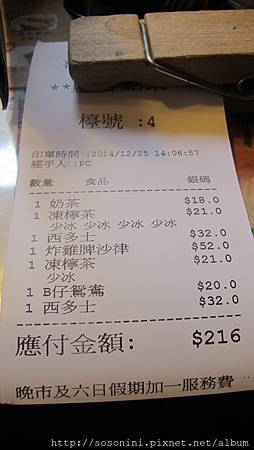 檯號 :4
印單時間 :2014/12/25 14:06:57
經手人 :PC
數量 食品 銀碼
1 奶茶 $18.0
1 凍檸茶 $21.0
少冰 少冰 少冰 少冰
1 西多士 $32.0
1 炸雞脾沙律 $52.0
1 凍檸茶 $21.0
少冰
1 B仔鴛鴦 $20.0
1 西多士 $32.0
應付金額: $216
晚市及六日假期加一服務費
http://sosonini.pixnet.net/album